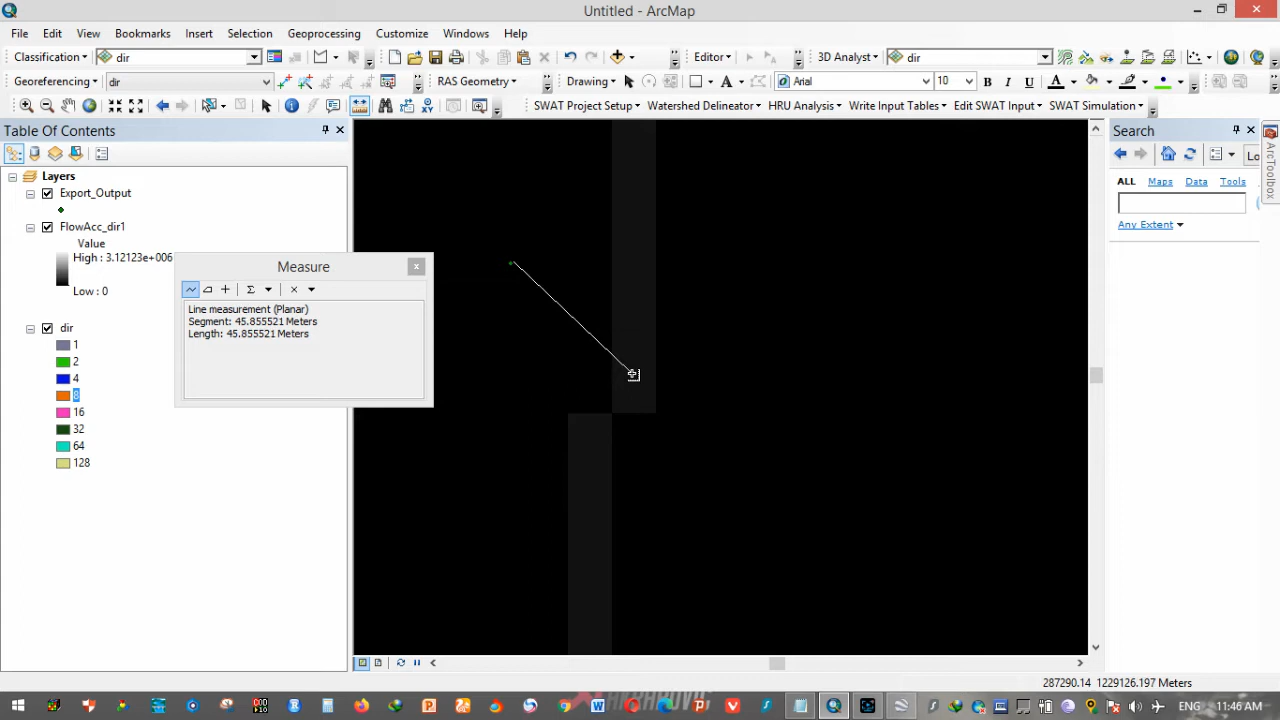 Untitled - ArcMap
File Edit View Bookmarks Insert Selection Geoprocessing Customize Windows Help
Classification dir Editor 3D Analyst dir
Georeferencing dir RAS Geometry Drawing A Arial 10 B I U A
SWAT Project Setup Watershed Delineator HRU Analysis Write Input Tables Edit SWAT Input SWAT Simulation
Table Of Contents
Layers
Export_Output
FlowAcc_dir1
Value
High : 3.12123e+006
Low : 0
dir
1
2
4
8
16
32
64
128
Measure
Line measurement (Planar)
Segment: 45.855521 Meters
Length: 45.855521 Meters
Search
Lo
ALL Maps Data Tools
Any Extent
ArcToolbox
287290.14 1229126.197 Meters
ENG 11:46 AM